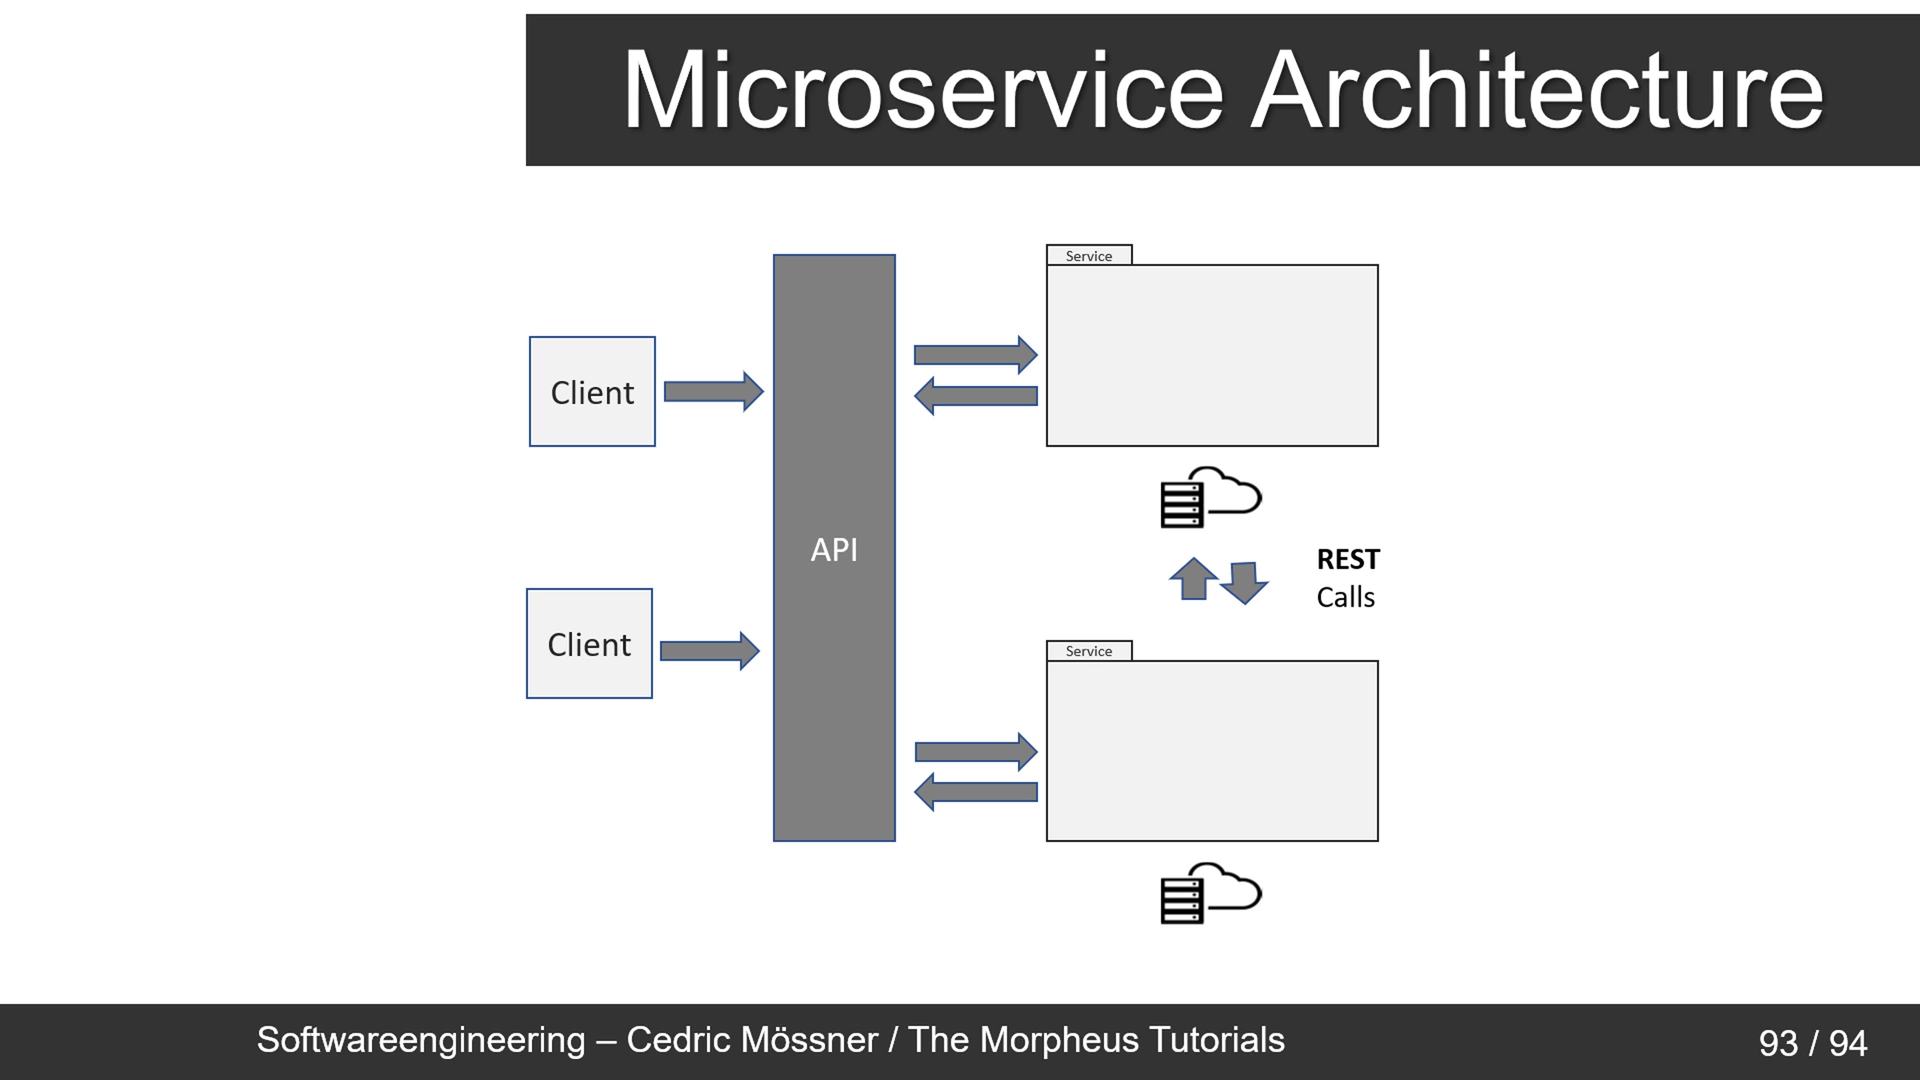 Microservice Architecture
Service
Client
API
REST
Calls
Client
Service
Softwareengineering – Cedric Mössner / The Morpheus Tutorials
93 / 94